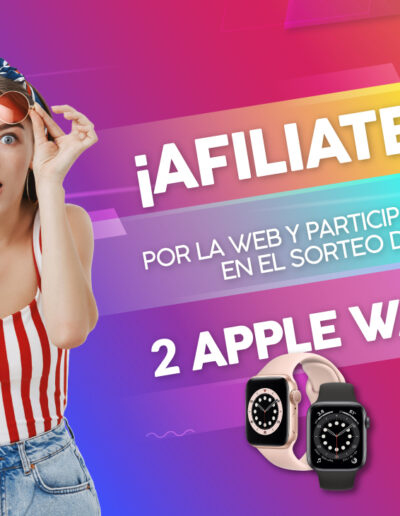 ¡AFILIATE
POR LA WEB Y PARTICIP
EN EL SORTEO D
2 APPLE WA